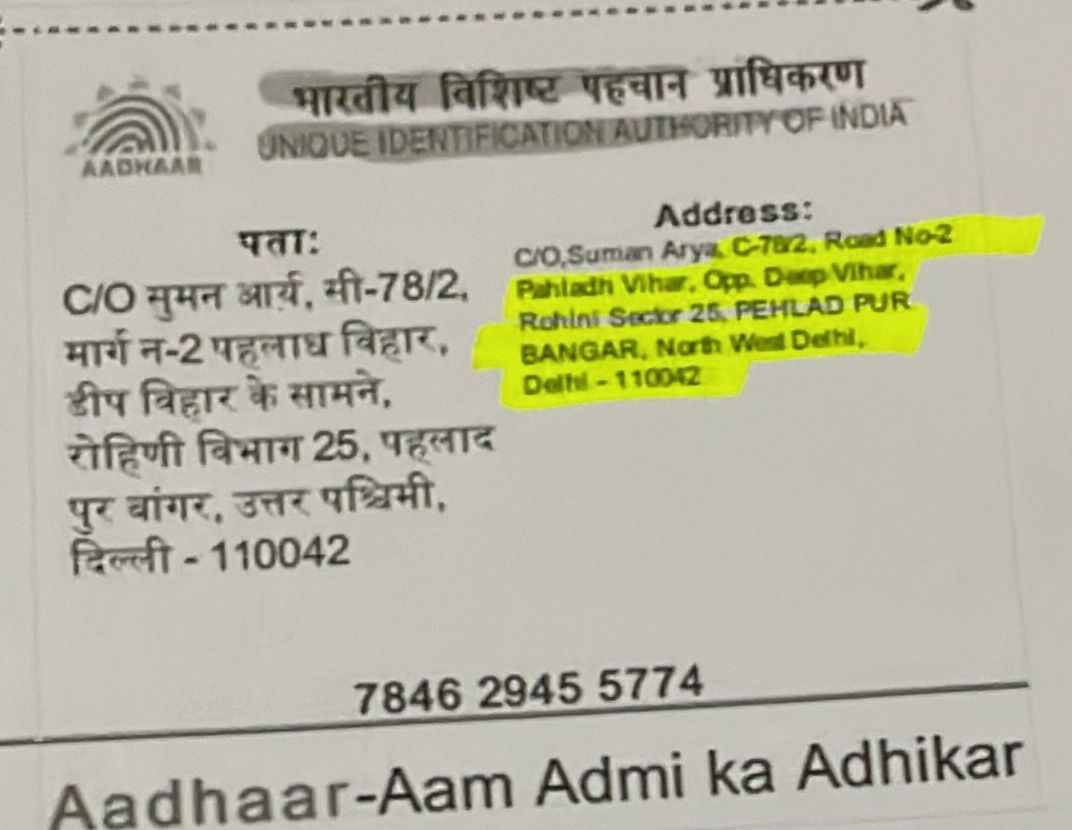 भारतीय विशिष्ट पहचान प्राधिकरण
UNIQUE IDENTIFICATION AUTHORITY OF INDIA
AADHAAR
पता:
C/O सुमन आर्य, सी-78/2,
मार्ग न-2 पहलाध विहार,
डीप विहार के सामने,
रोहिणी विभाग 25, पहलाद
पुर बांगर, उत्तर पश्चिमी,
दिल्ली - 110042
Address:
C/O,Suman Arya, C-78/2, Road No-2
Pahladh Vihar, Opp. Deep Vihar,
Rohini Sector 25, PEHLAD PUR
BANGAR, North West Delhi,
Delhi - 110042
7846 2945 5774
Aadhaar-Aam Admi ka Adhikar